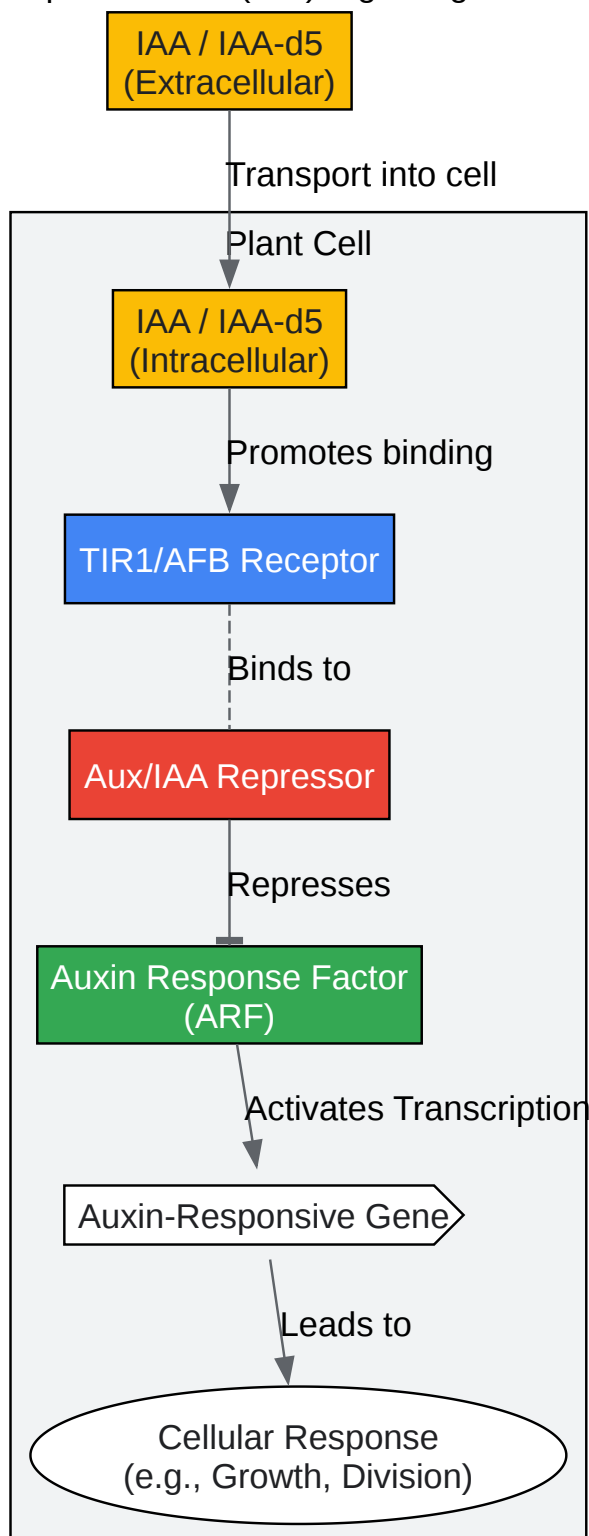 IAA / IAA-d5
(Extracellular)
Transport into cell
Plant Cell
IAA / IAA-d5
(Intracellular)
Promotes binding
TIR1/AFB Receptor
Binds to
Aux/IAA Repressor
Represses
Auxin Response Factor
(ARF)
Activates Transcription
Auxin-Responsive Gene
Leads to
Cellular Response
(e.g., Growth, Division)